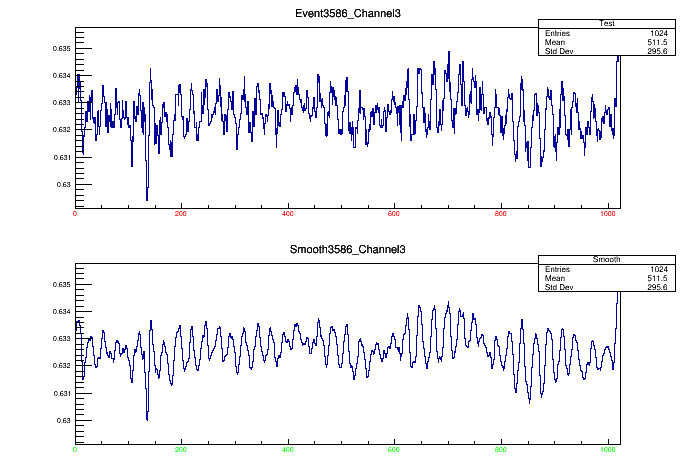 Event3586_Channel3
Test
Entries 1024
Mean 511.5
Std Dev 295.6
0.635
0.634
0.633
0.632
0.631
0.63
0 200 400 600 800 1000
Smooth3586_Channel3
Smooth
Entries 1024
Mean 511.5
Std Dev 295.6
0.635
0.634
0.633
0.632
0.631
0.63
0 200 400 600 800 1000